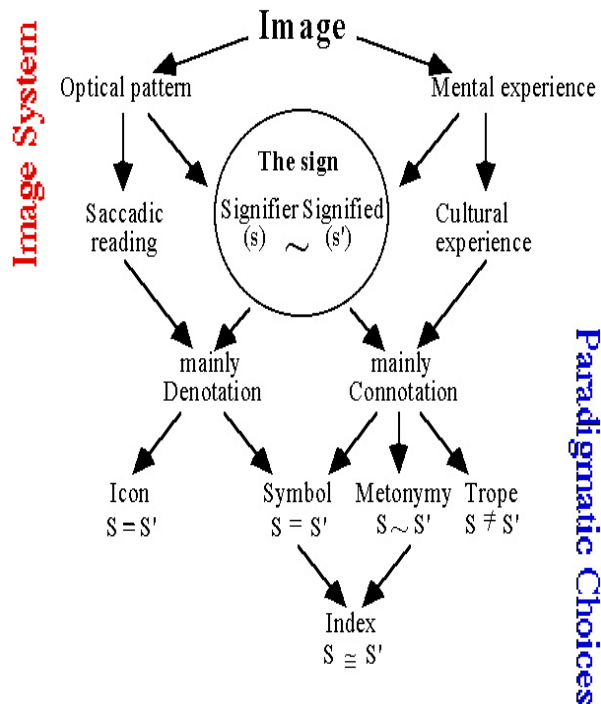 Image
Image System
Optical pattern
Mental experience
The sign
Signifier Signified
(s) ~ (s')
Saccadic
reading
Cultural
experience
mainly
Denotation
mainly
Connotation
Paradigmatic Choices
Icon
S = S'
Symbol
S = S'
Metonymy
S ~ S'
Trope
S ≠ S'
Index
S ≅ S'